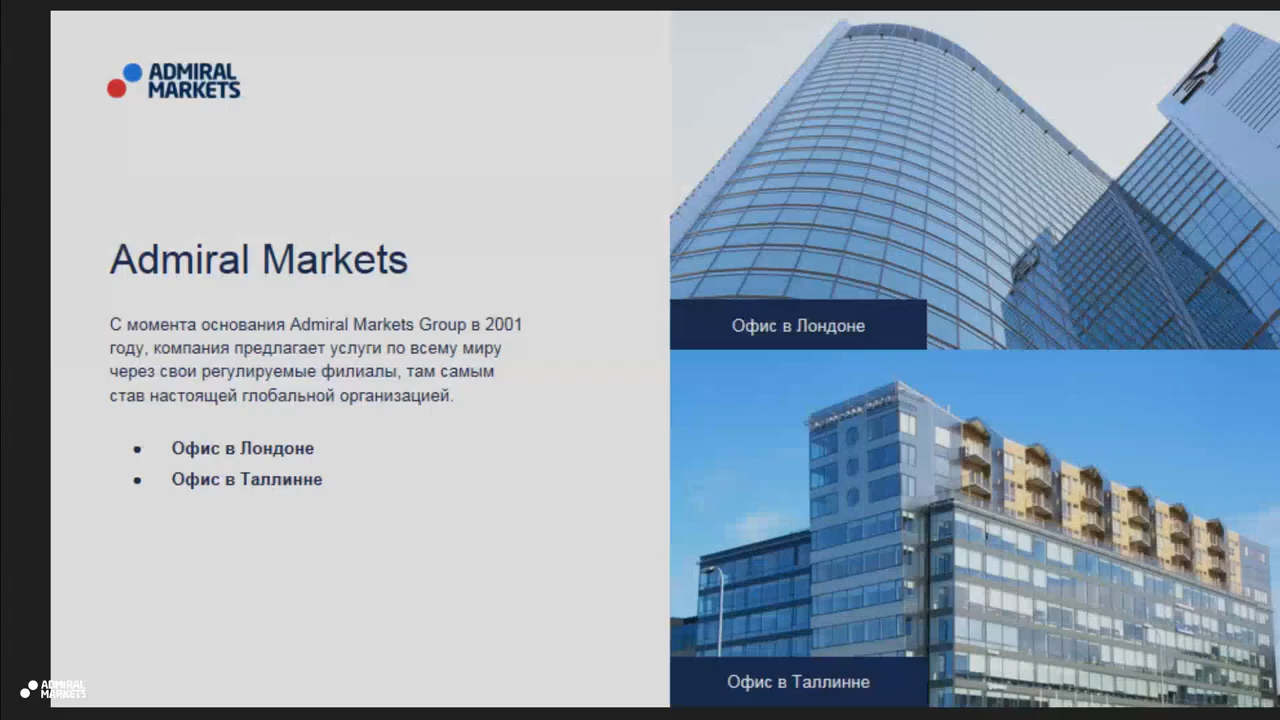 ADMIRAL
MARKETS
Admiral Markets
С момента основания Admiral Markets Group в 2001
году, компания предлагает услуги по всему миру
через свои регулируемые филиалы, там самым
став настоящей глобальной организацией.
• Офис в Лондоне
• Офис в Таллинне
Офис в Лондоне
Офис в Таллинне
ADMIRAL
MARKETS